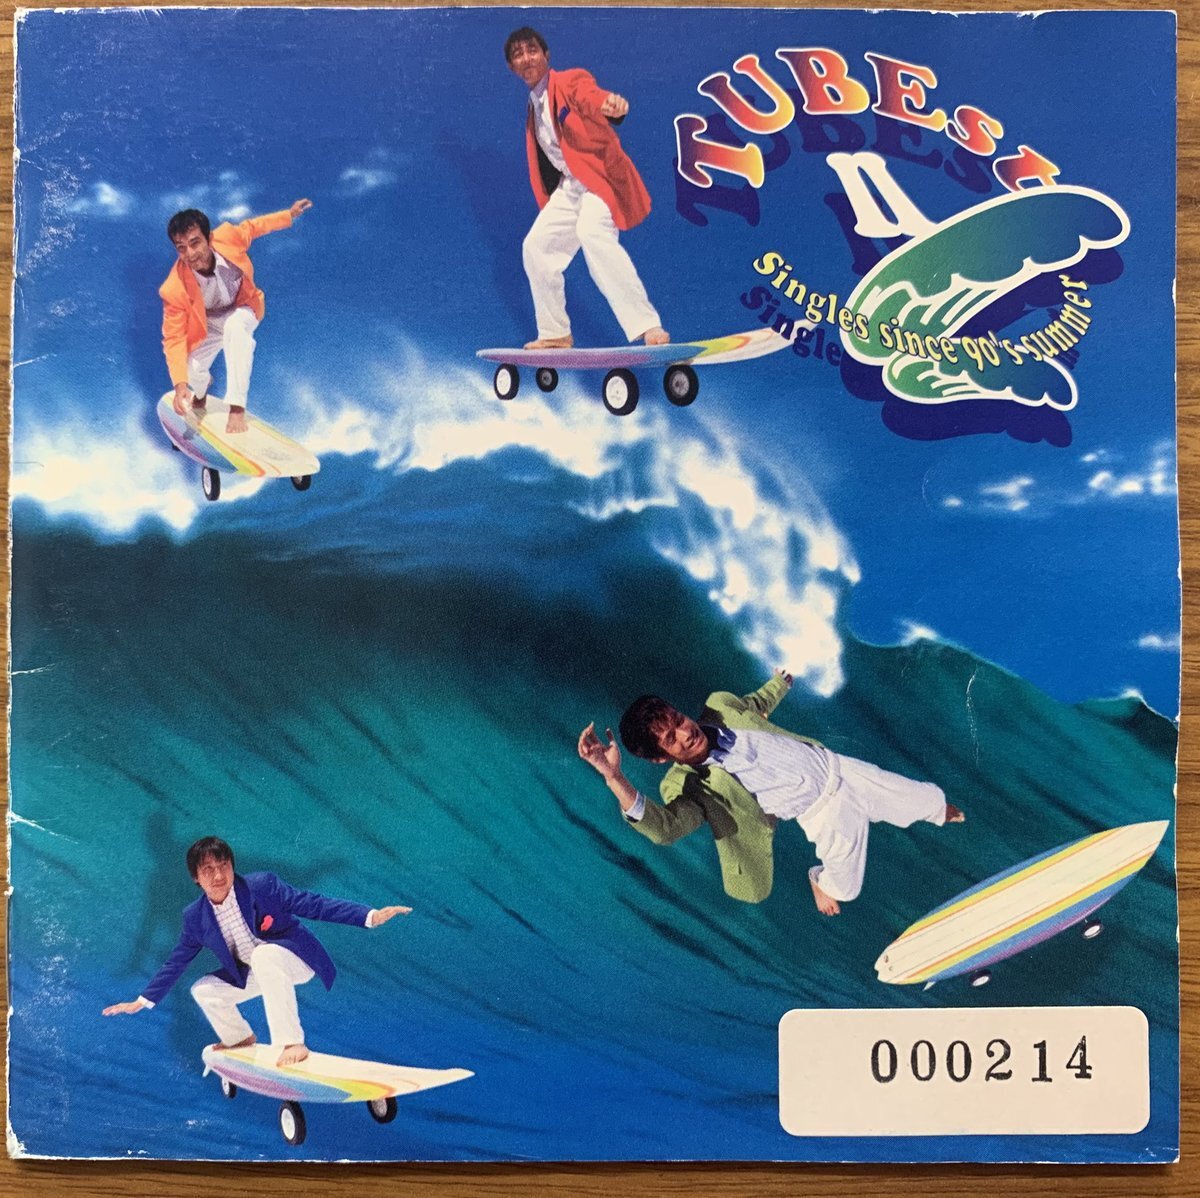 TUBEst
II
Singles since 90's summer
000214